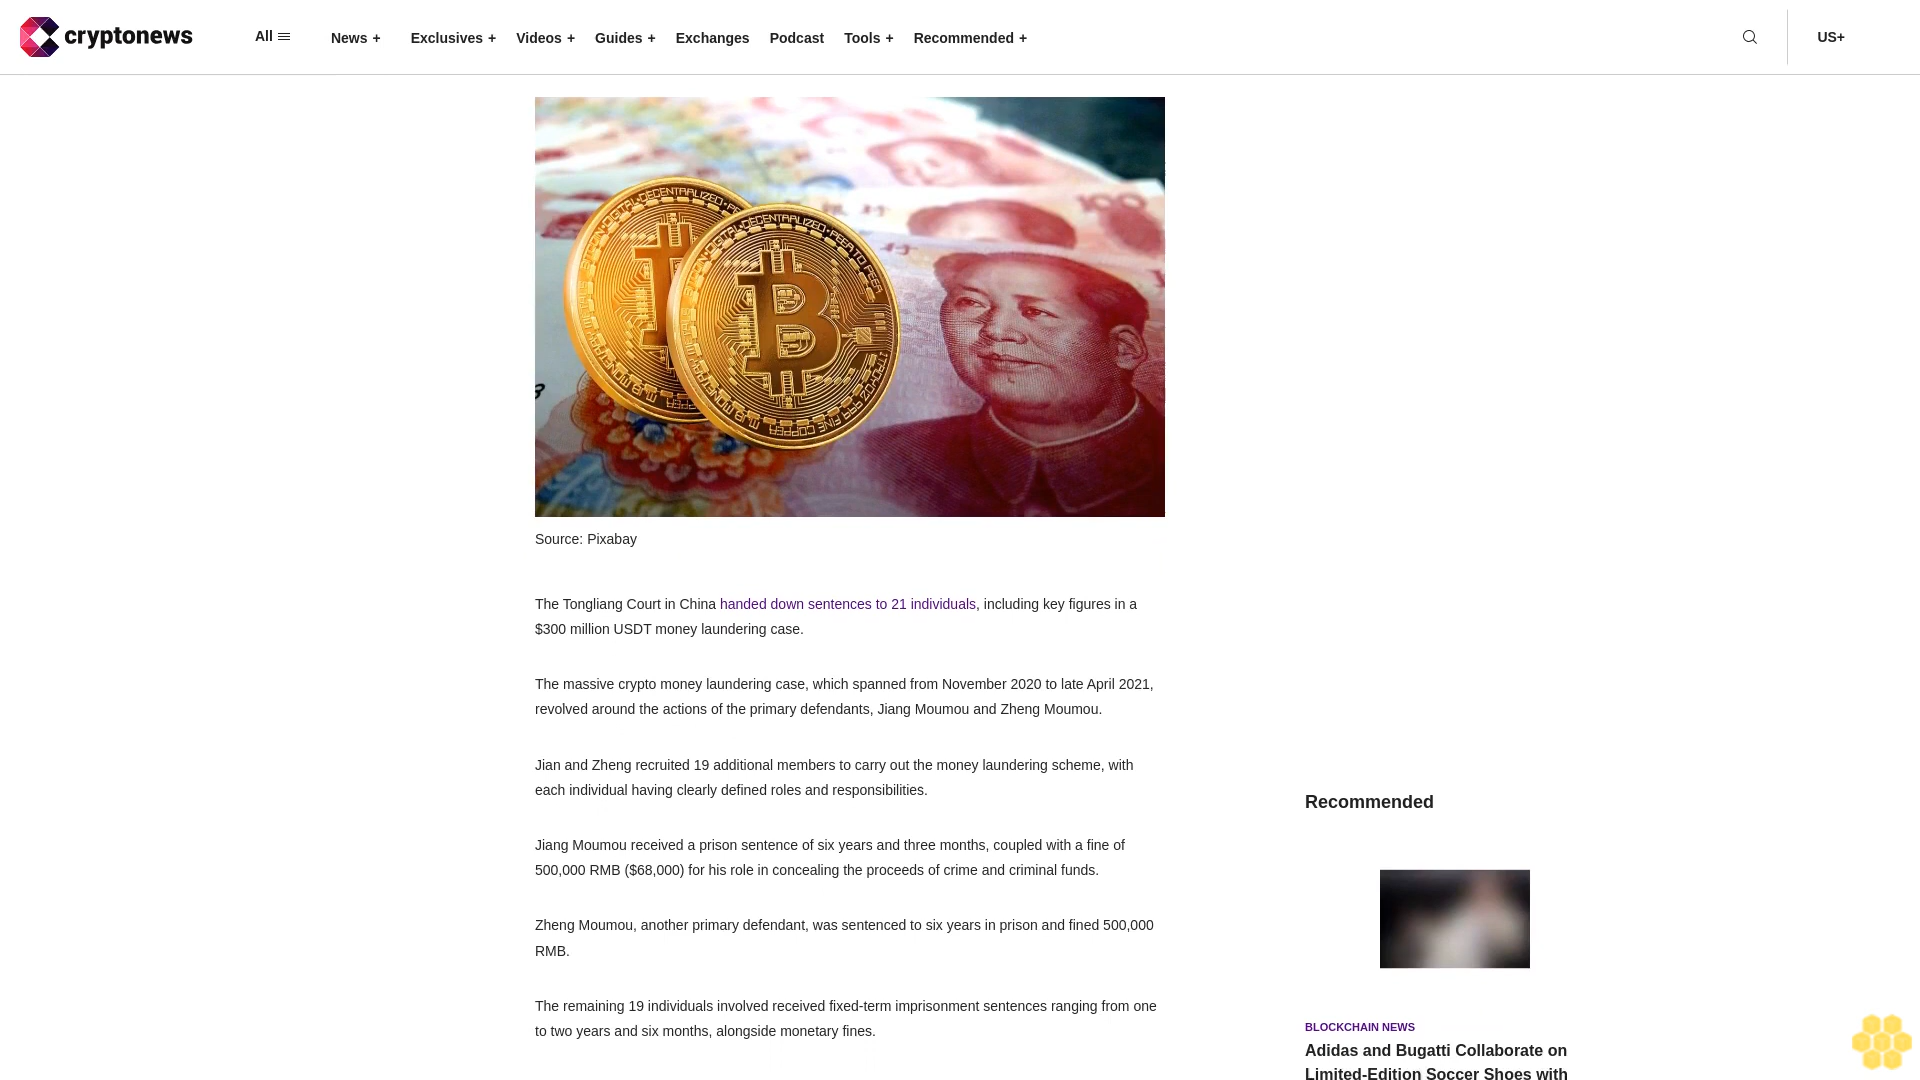 cryptonews
All
News +
Exclusives +
Videos +
Guides +
Exchanges
Podcast
Tools +
Recommended +
US+
100
Source: Pixabay
The Tongliang Court in China handed down sentences to 21 individuals, including key figures in a
$300 million USDT money laundering case.
The massive crypto money laundering case, which spanned from November 2020 to late April 2021,
revolved around the actions of the primary defendants, Jiang Moumou and Zheng Moumou.
Jian and Zheng recruited 19 additional members to carry out the money laundering scheme, with
each individual having clearly defined roles and responsibilities.
Jiang Moumou received a prison sentence of six years and three months, coupled with a fine of
500,000 RMB ($68,000) for his role in concealing the proceeds of crime and criminal funds.
Zheng Moumou, another primary defendant, was sentenced to six years in prison and fined 500,000
RMB.
The remaining 19 individuals involved received fixed-term imprisonment sentences ranging from one
to two years and six months, alongside monetary fines.
Recommended
BLOCKCHAIN NEWS
Adidas and Bugatti Collaborate on
Limited-Edition Soccer Shoes with